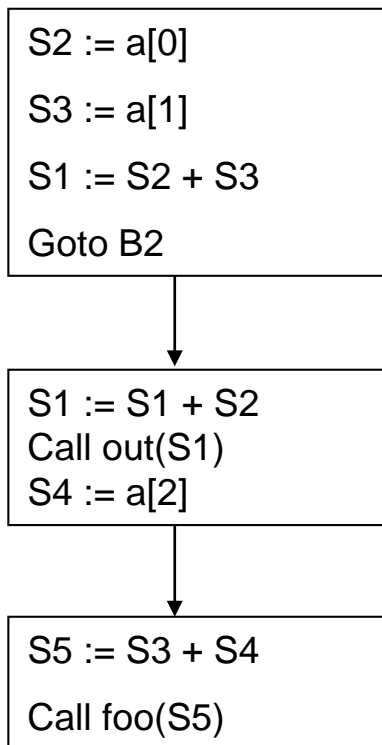 S2 := a[0]
S3 := a[1]
S1 := S2 + S3
Goto B2
S1 := S1 + S2
Call out(S1)
S4 := a[2]
S5 := S3 + S4
Call foo(S5)